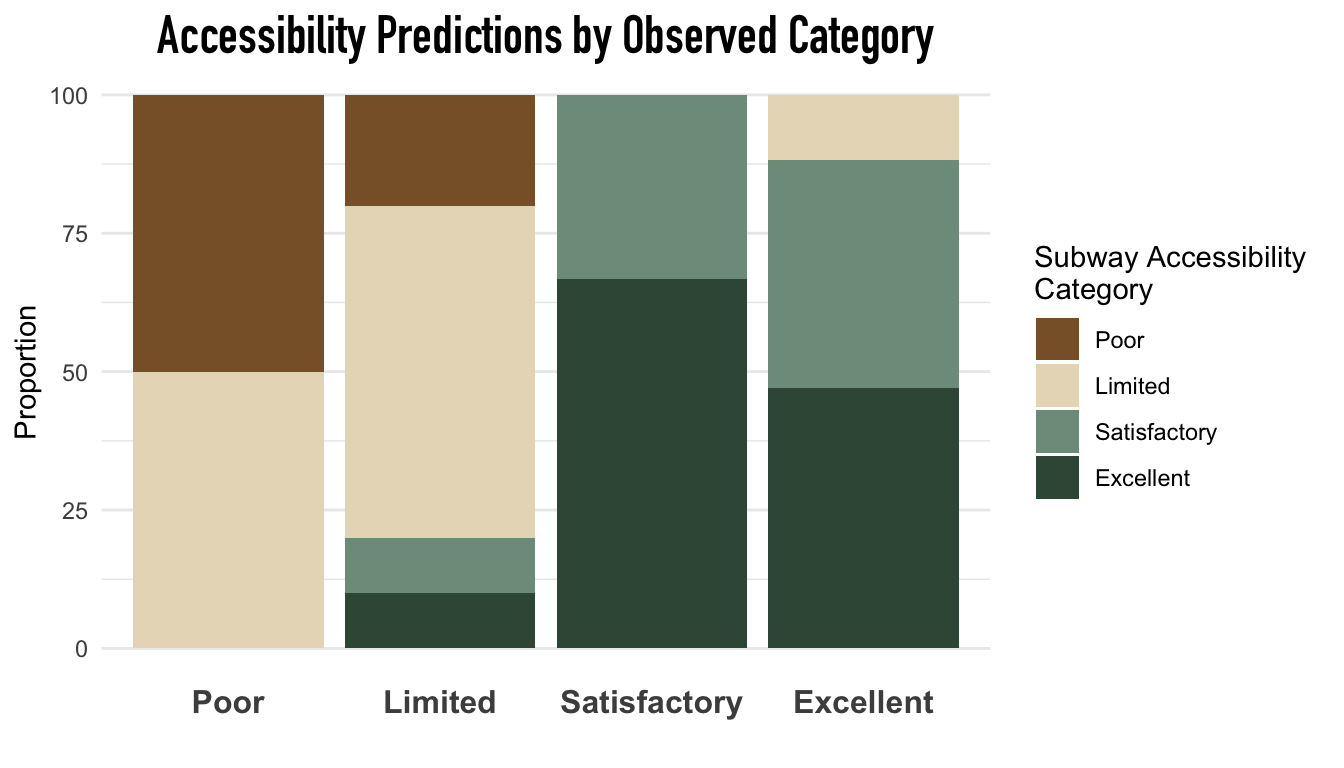 Accessibility Predictions by Observed Category
100
75
50
25
0
Proportion
Poor
Limited
Satisfactory
Excellent
Subway Accessibility
Category
Poor
Limited
Satisfactory
Excellent